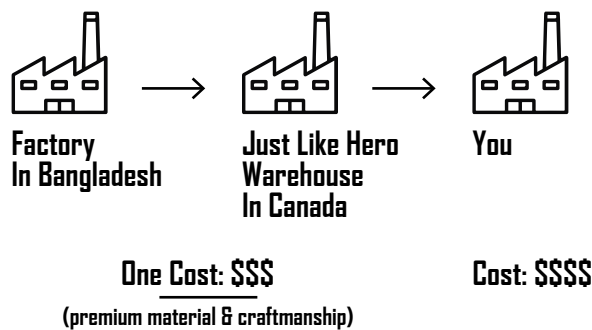 Factory
In Bangladesh
Just Like Hero
Warehouse
In Canada
You
One Cost: $$$
(premium material & craftmanship)
Cost: $$$$